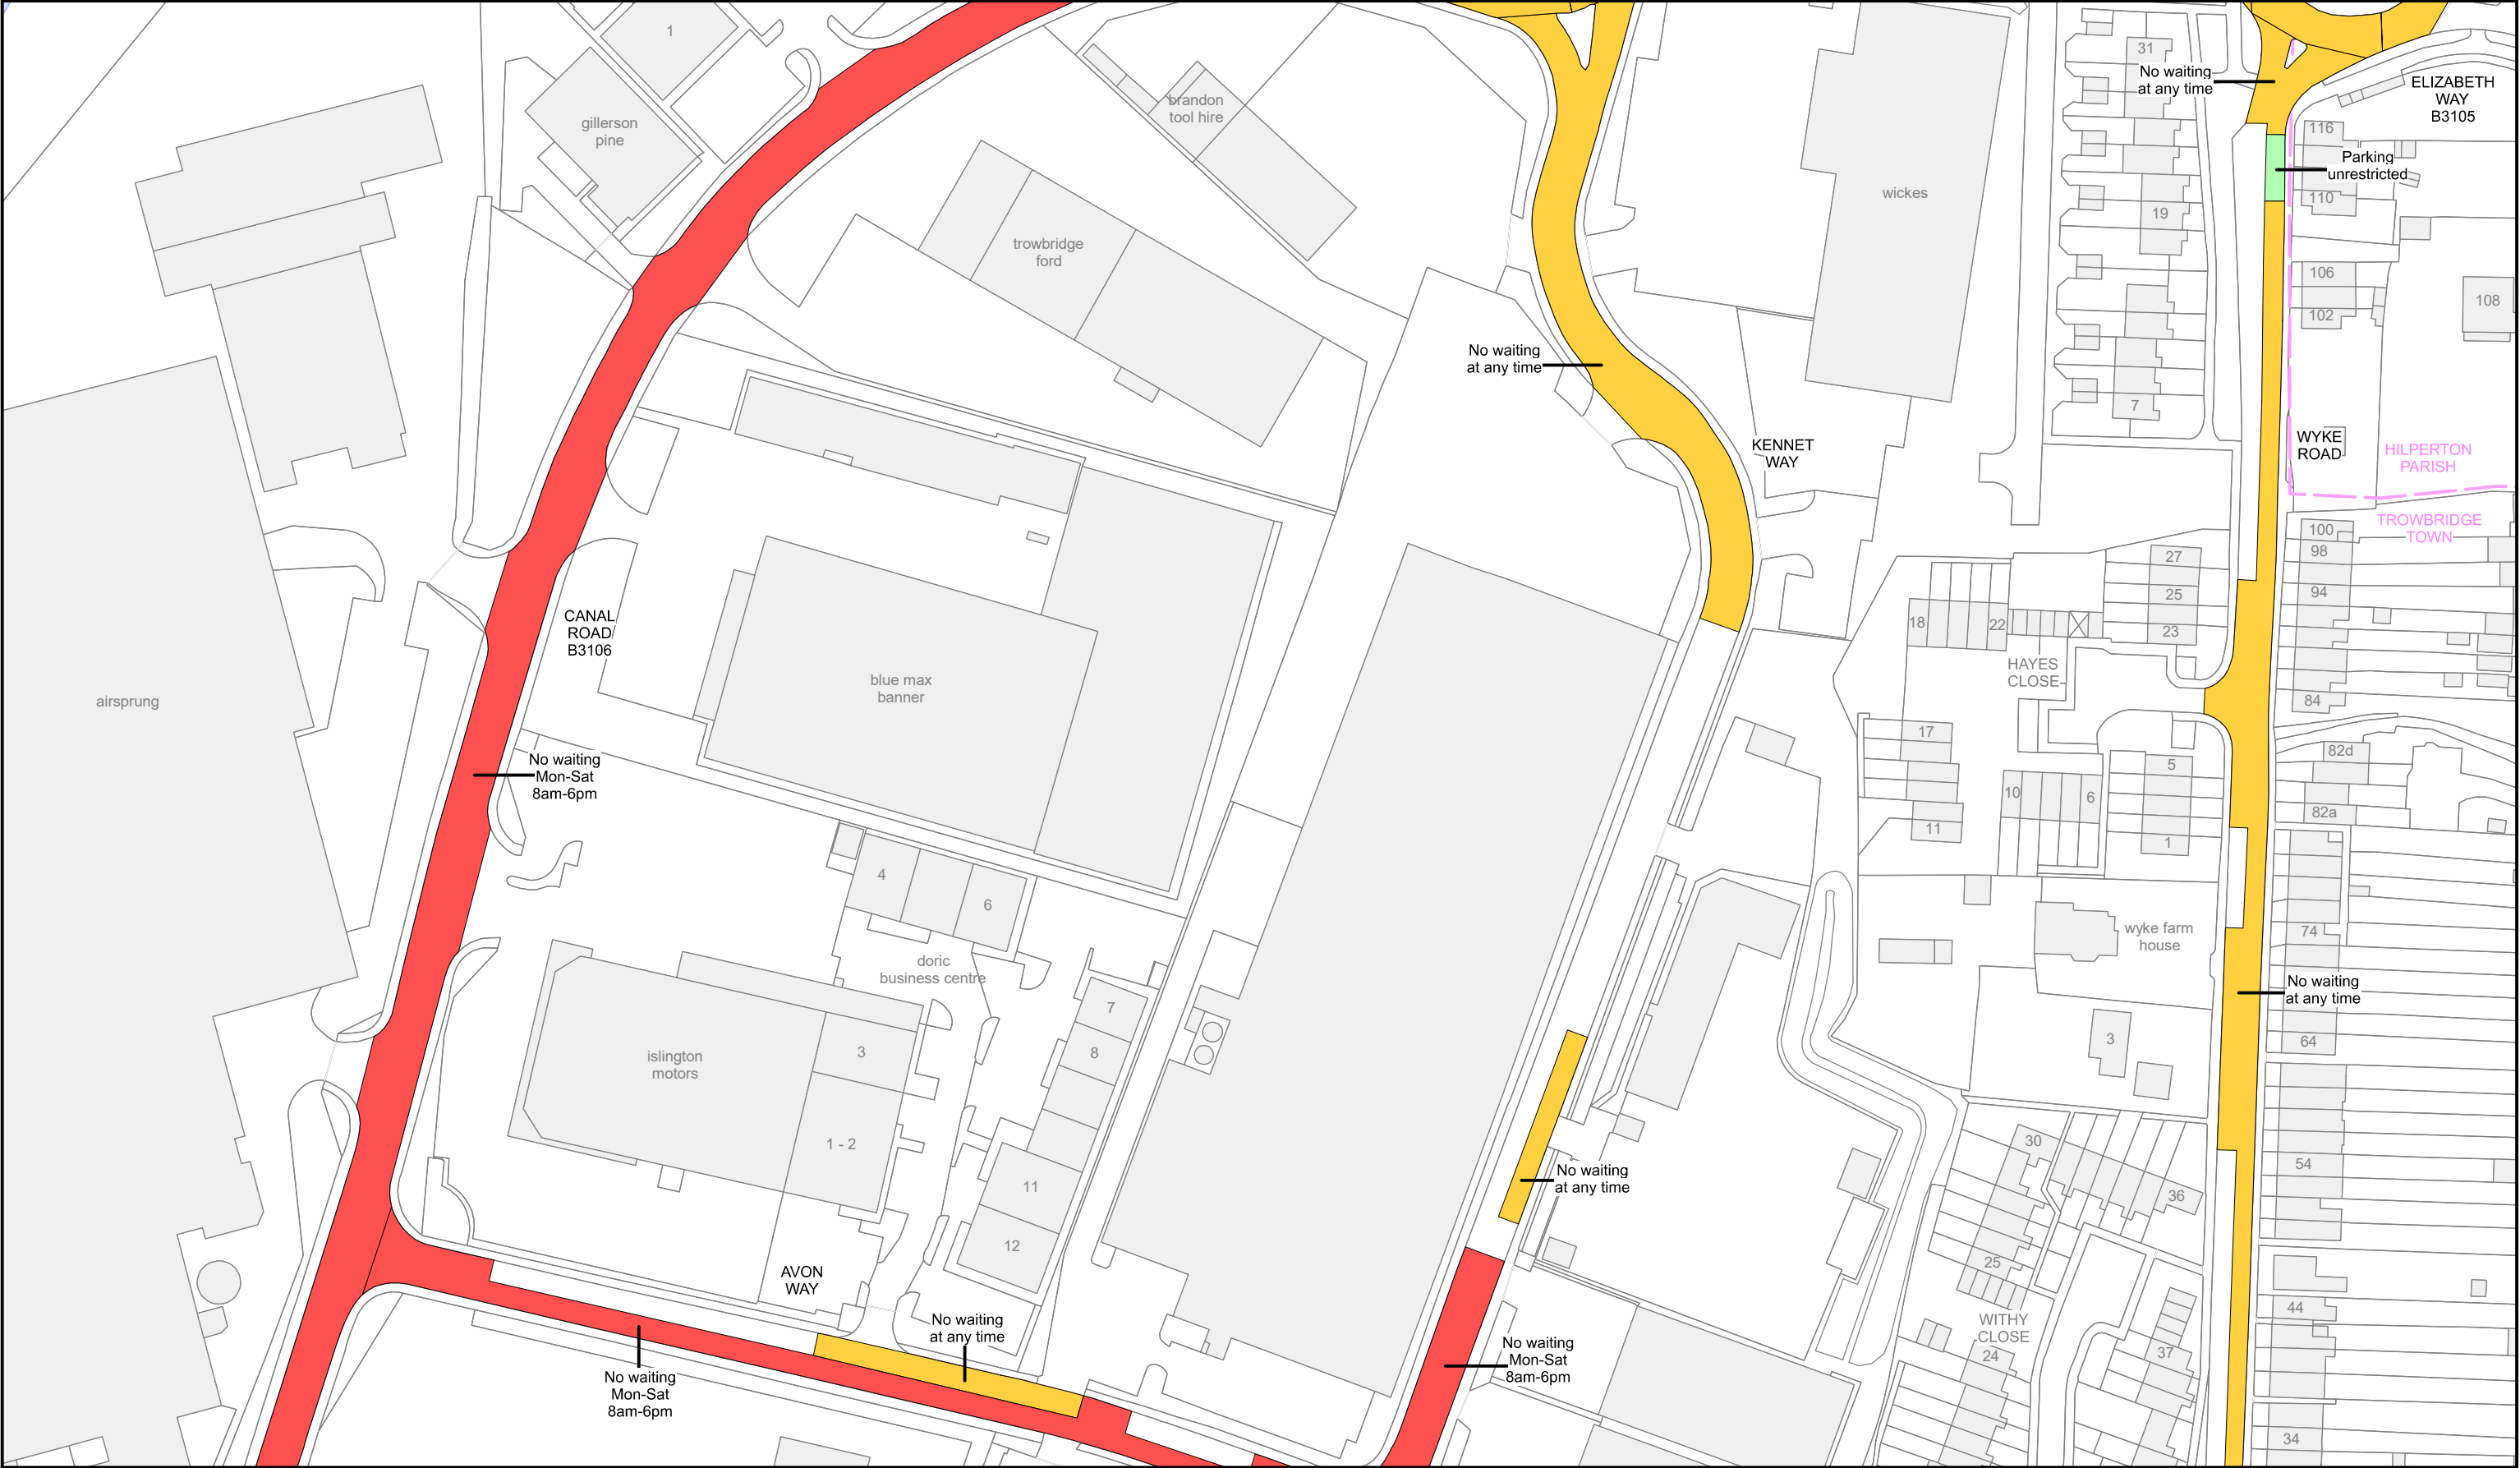 1
gillerson
pine
brandon
tool hire
trowbridge
ford
wickes
31
19
7
No waiting
at any time
ELIZABETH
WAY
B3105
116
Parking
unrestricted
110
106
102
108
No waiting
at any time
KENNET
WAY
WYKE
ROAD
HILPERTON
PARISH
TROWBRIDGE
TOWN
100
98
94
84
27
25
23
18
22
HAYES
CLOSE
CANAL
ROAD
B3106
airsprung
blue max
banner
No waiting
Mon-Sat
8am-6pm
17
11
10
6
5
1
82d
82a
74
64
54
44
34
4
6
doric
business centre
wyke farm
house
No waiting
at any time
3
7
8
11
12
islington
motors
3
1 - 2
AVON
WAY
No waiting
at any time
No waiting
at any time
30
36
25
WITHY
CLOSE
24
37
No waiting
Mon-Sat
8am-6pm
No waiting
Mon-Sat
8am-6pm